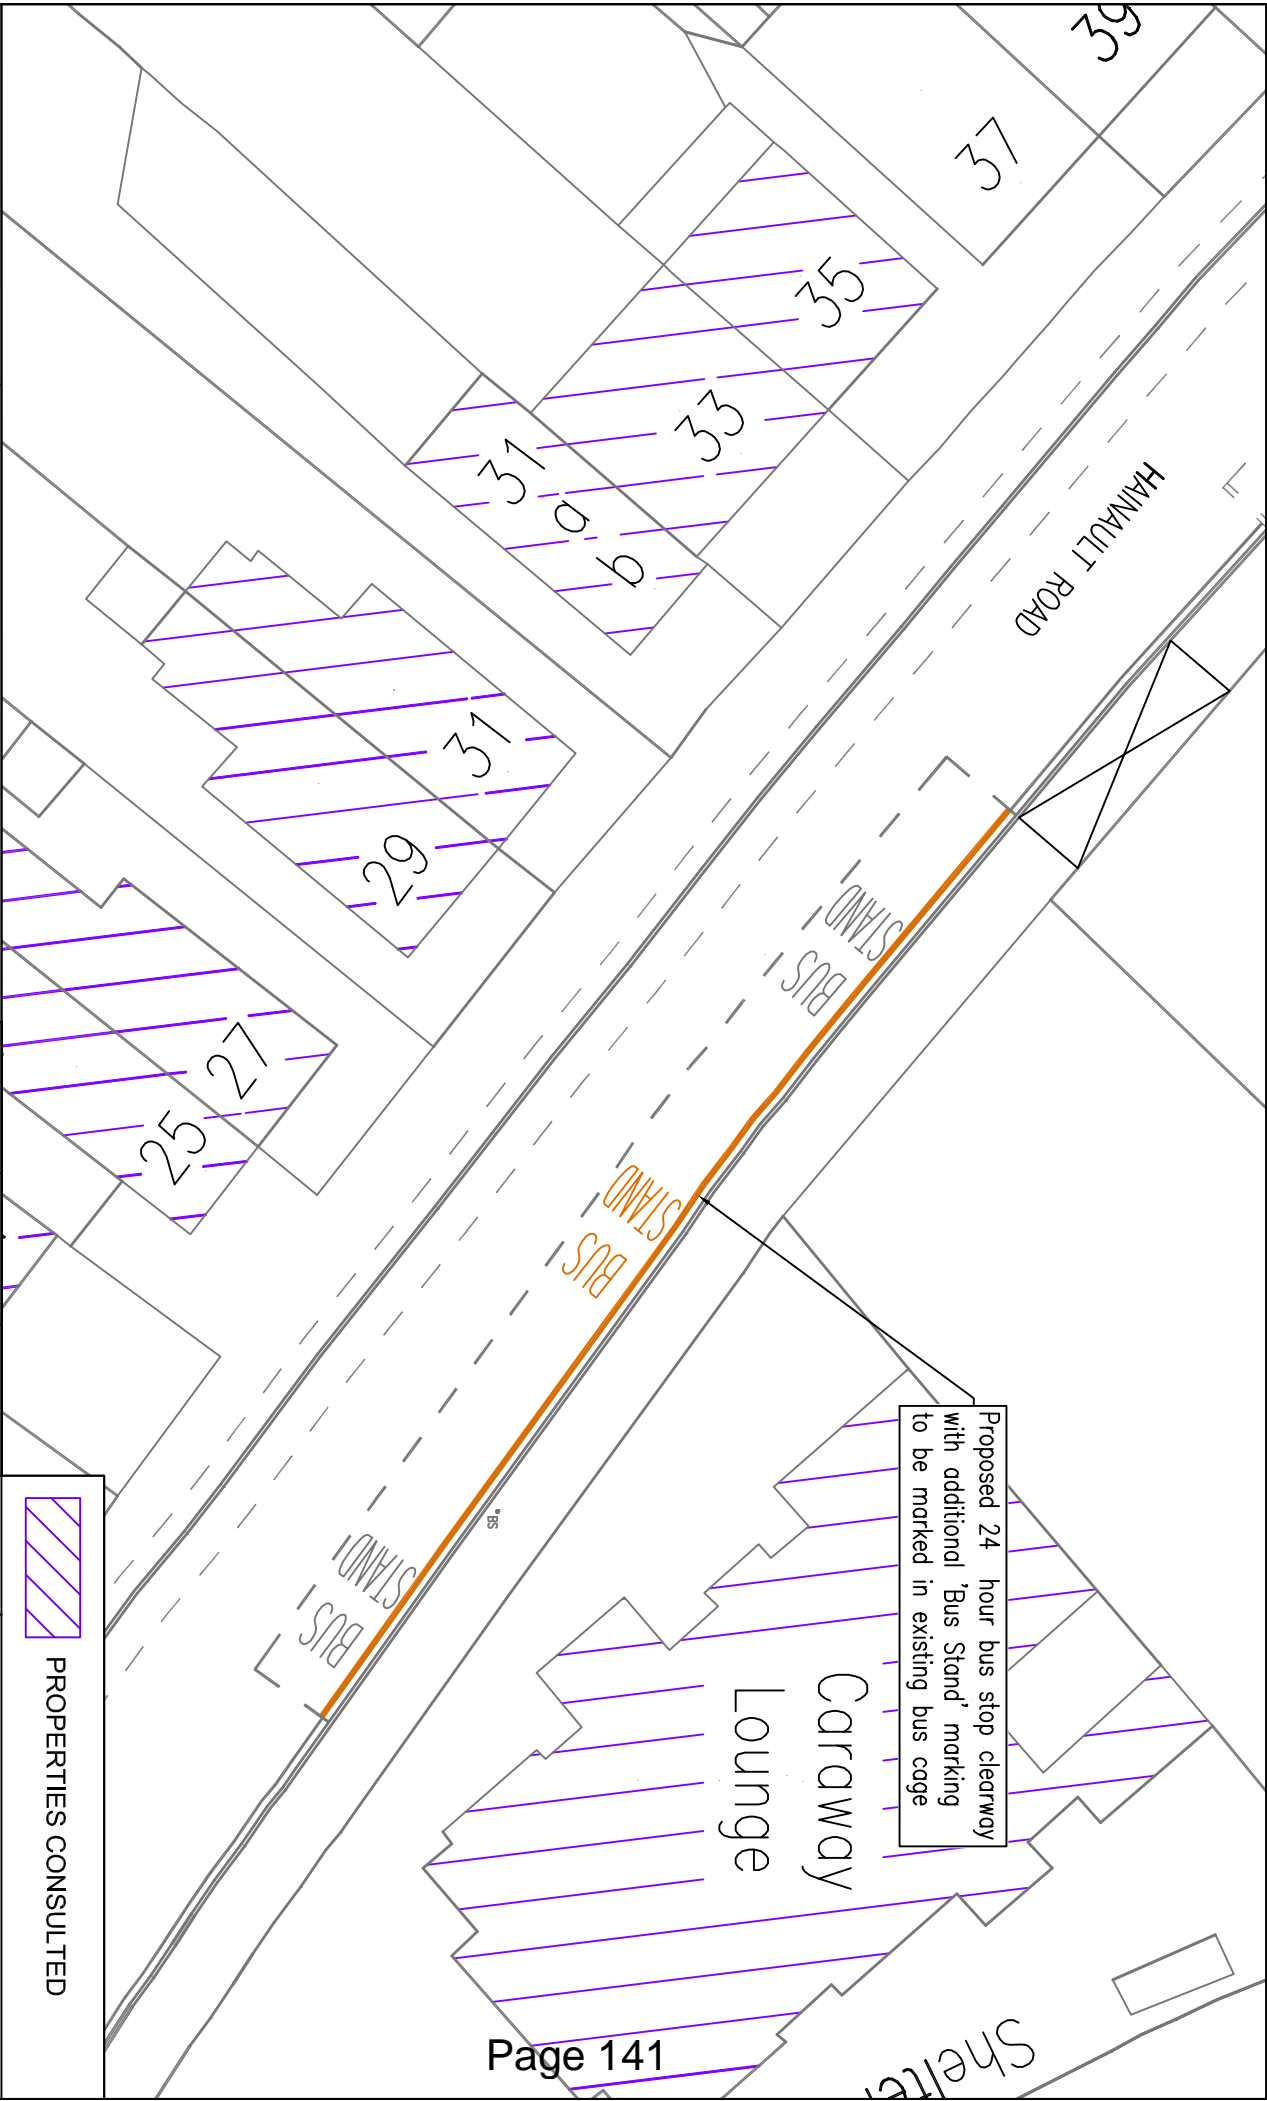 39
37
35
33
31
a
b
31
29
27
25
HAINAULT ROAD
BUS
STAND
BUS
STAND
BUS
STAND
BS
Proposed 24 hour bus stop clearway
with additional 'Bus Stand' marking
to be marked in existing bus cage
Caraway
Lounge
PROPERTIES CONSULTED
Page 141